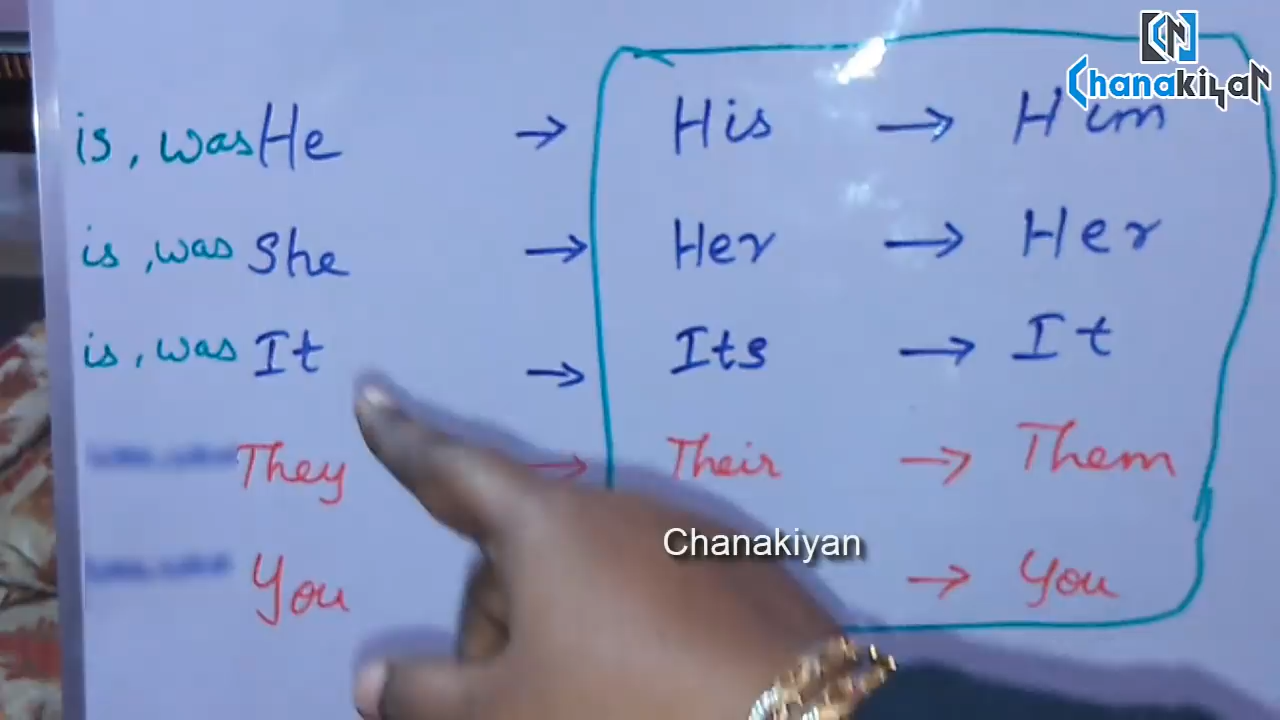 CN
Chanakiyan
is, was He → His → Him
is, was She → Her → Her
is, was It → Its → It
They → Their → Them
You → You
Chanakiyan